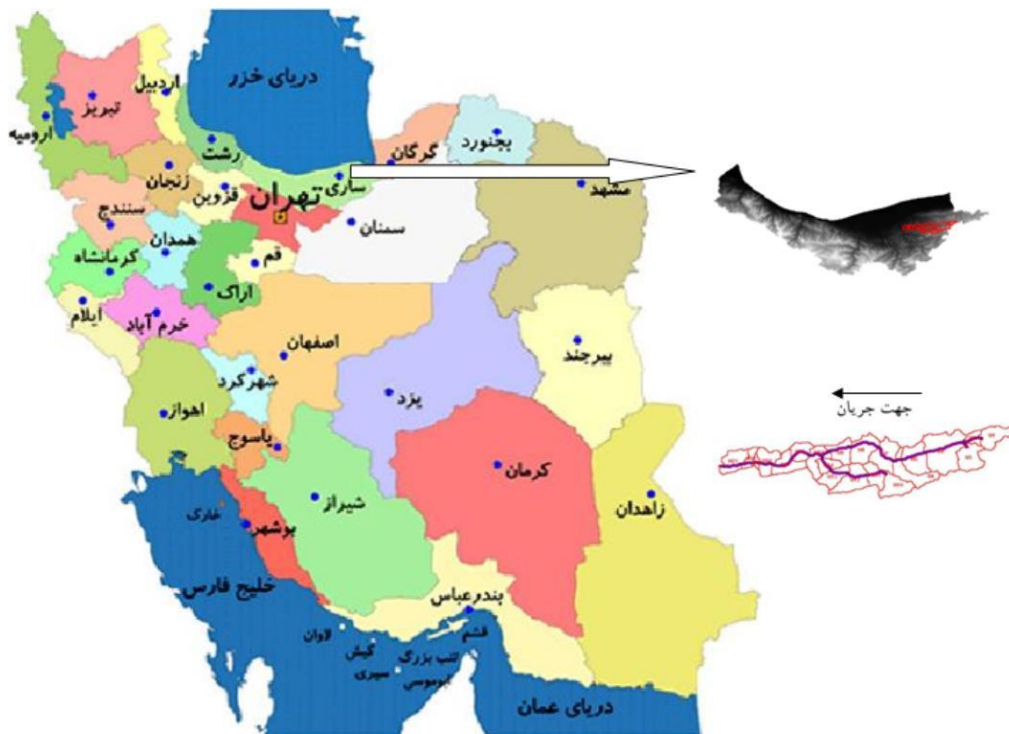 دریای خزر
اردبیل
تبریز
ارومیه
رشت
گرگان
بجنورد
ساری
مشهد
زنجان
قزوین
تهران
سنندج
سمنان
همدان
قم
کرمانشاه
اراک
ایلام
خرم آباد
اصفهان
بیرجند
شهرکرد
یزد
جهت جریان
اهواز
یاسوج
کرمان
شیراز
زاهدان
خارک
بوشهر
خلیج فارس
بندرعباس
قشم
لاوان
کیش
سیری
تنب بزرگ
ابوموسی
دریای عمان